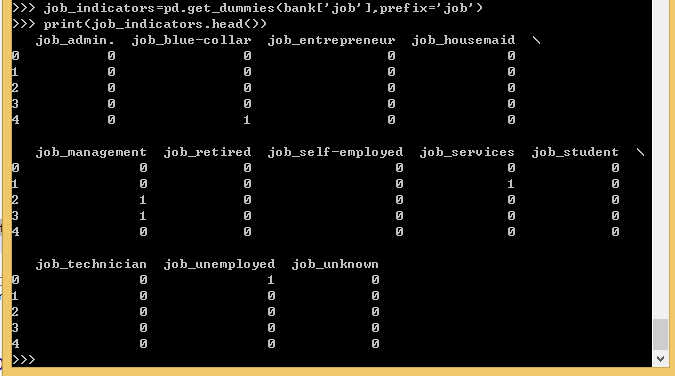 >>> job_indicators=pd.get_dummies(bank['job'],prefix='job')
>>> print(job_indicators.head())
   job_admin.  job_blue-collar  job_entrepreneur  job_housemaid  \
0           0                0                 0              0
1           0                0                 0              0
2           0                0                 0              0
3           0                0                 0              0
4           0                1                 0              0

   job_management  job_retired  job_self-employed  job_services  job_student  \
0               0            0                  0             0            0
1               0            0                  0             1            0
2               1            0                  0             0            0
3               1            0                  0             0            0
4               0            0                  0             0            0

   job_technician  job_unemployed  job_unknown
0               0               1            0
1               0               0            0
2               0               0            0
3               0               0            0
4               0               0            0
>>>